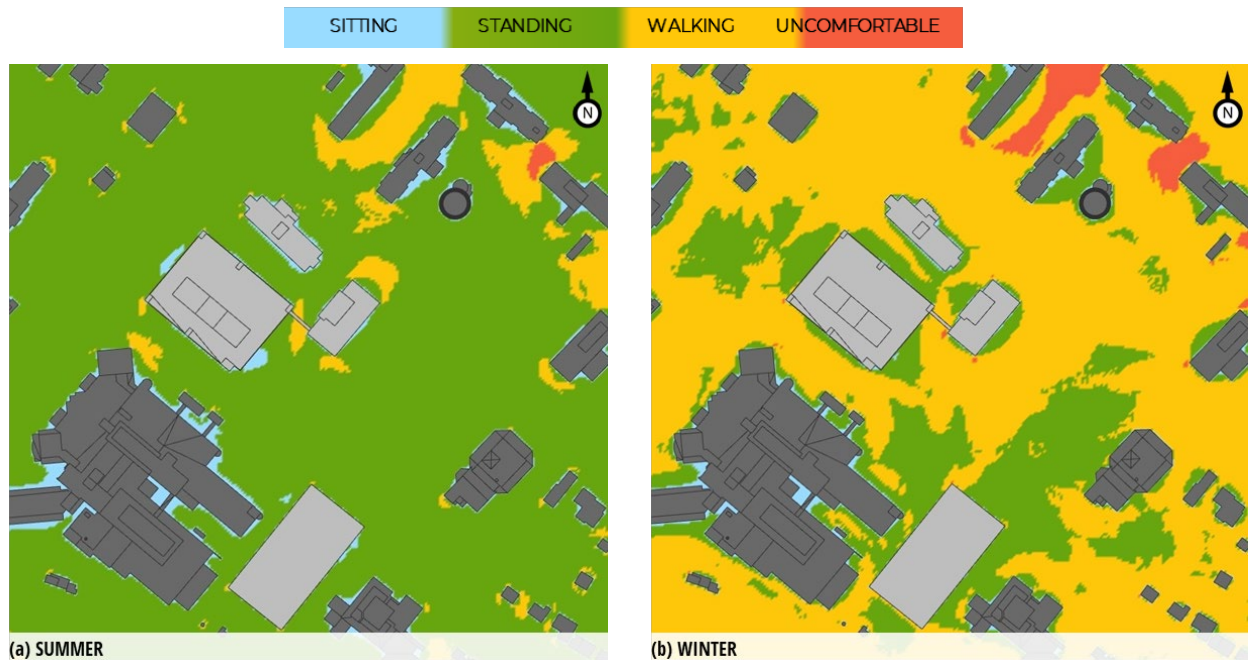 SITTING STANDING WALKING UNCOMFORTABLE
N N
(a) SUMMER (b) WINTER